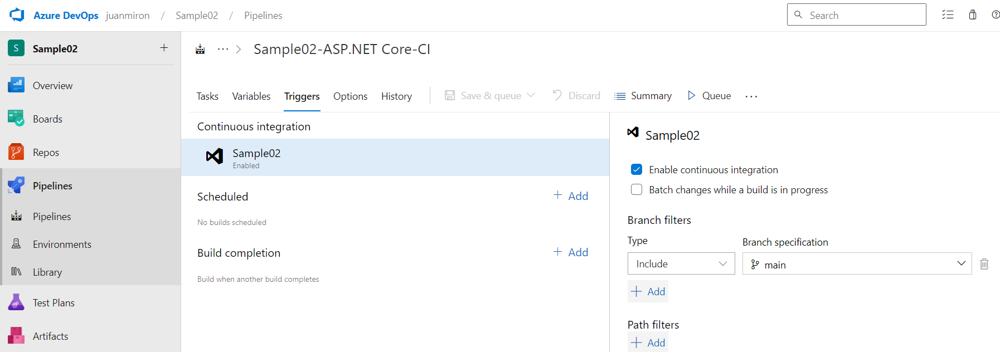 Azure DevOps juanmiron / Sample02 / Pipelines
Search
S Sample02 +
Overview
Boards
Repos
Pipelines
Pipelines
Environments
Library
Test Plans
Artifacts
··· > Sample02-ASP.NET Core-CI
Tasks Variables Triggers Options History Save & queue Discard Summary Queue ···
Continuous integration
Sample02
Enabled
Scheduled
+ Add
No builds scheduled
Build completion
+ Add
Build when another build completes
Sample02
Enable continuous integration
Batch changes while a build is in progress
Branch filters
Type
Branch specification
Include
main
+ Add
Path filters
+ Add